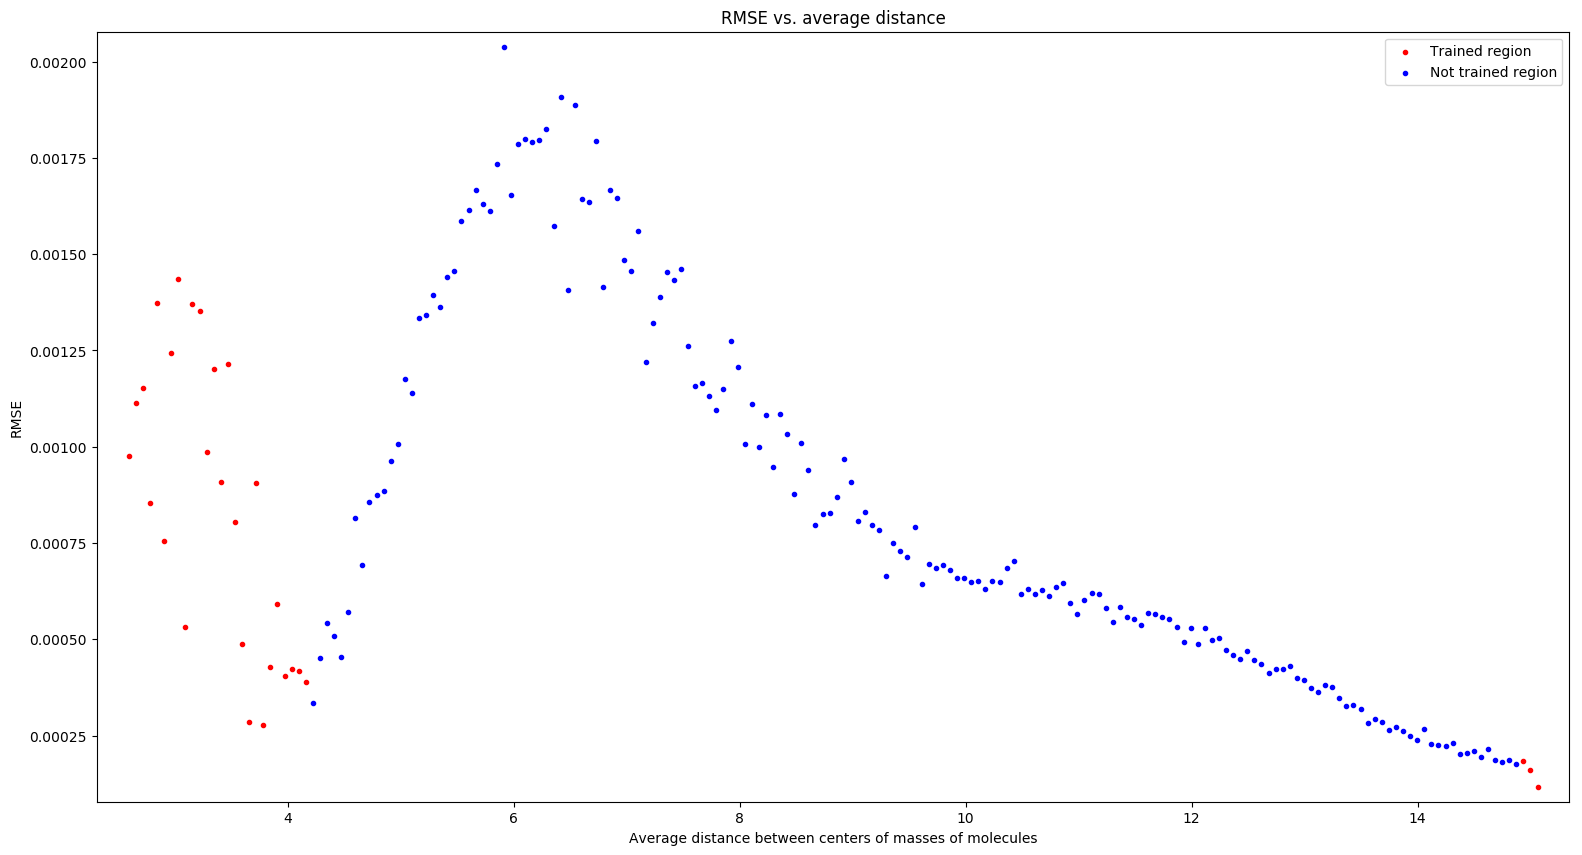 RMSE vs. average distance
Trained region
Not trained region
0.00200
0.00175
0.00150
0.00125
0.00100
0.00075
0.00050
0.00025
RMSE
4 6 8 10 12 14
Average distance between centers of masses of molecules